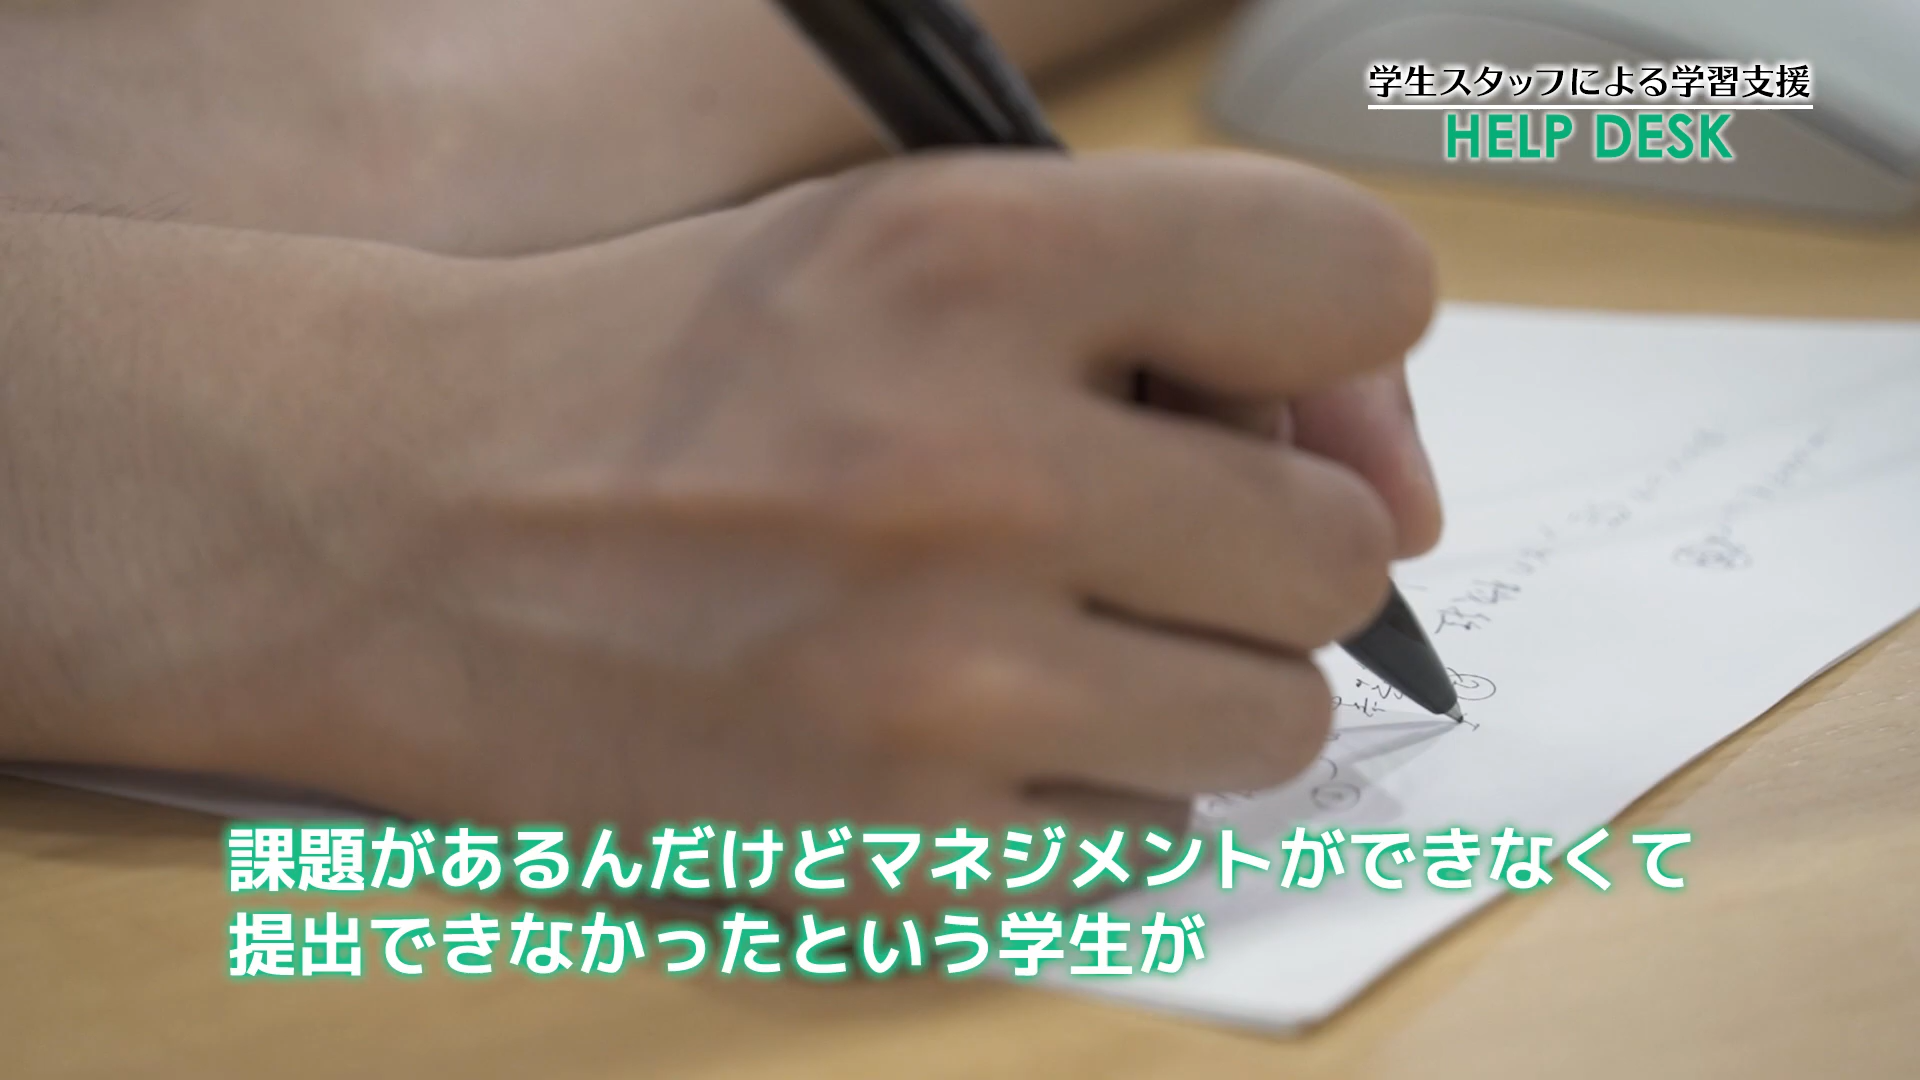 学生スタッフによる学習支援
HELP DESK
課題があるんだけどマネジメントができなくて
提出できなかったという学生が